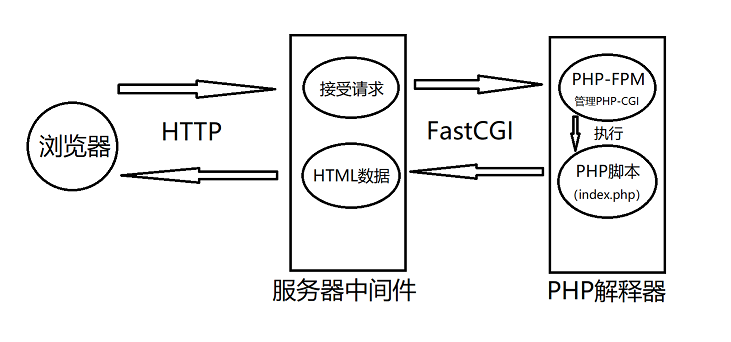 浏览器
HTTP
接受请求
HTML数据
服务器中间件
FastCGI
PHP-FPM
管理PHP-CGI
执行
PHP脚本
(index.php)
PHP解释器